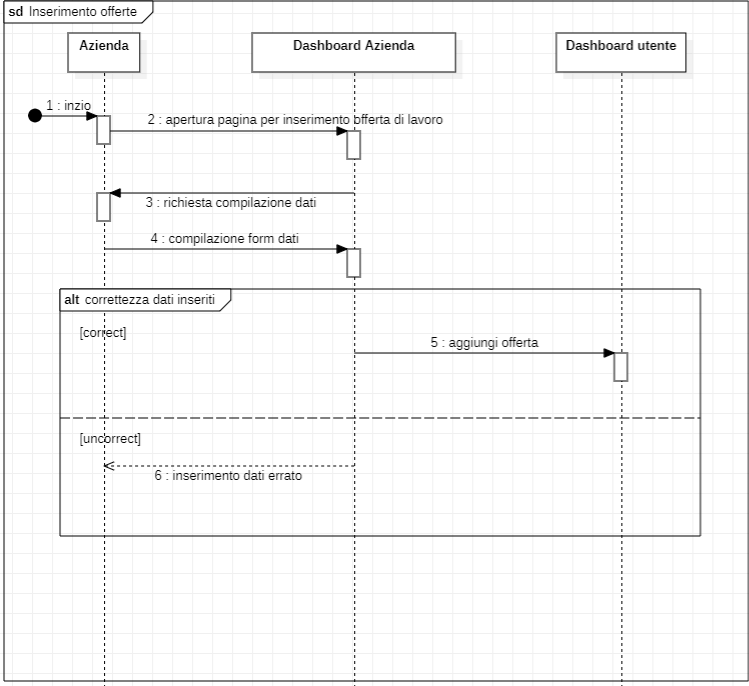 sd Inserimento offerte
Azienda
Dashboard Azienda
Dashboard utente
1 : inzio
2 : apertura pagina per inserimento offerta di lavoro
3 : richiesta compilazione dati
4 : compilazione form dati
alt correttezza dati inseriti
[correct]
5 : aggiungi offerta
[uncorrect]
6 : inserimento dati errato